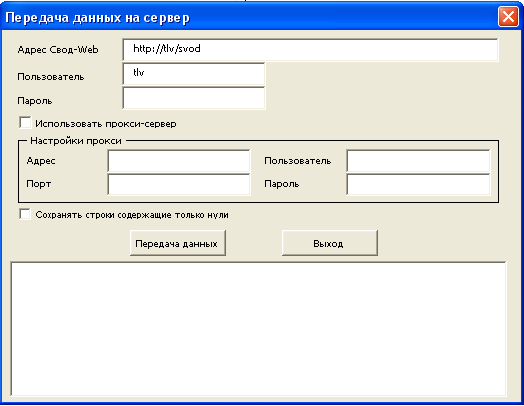 Передача данных на сервер
Адрес Свод-Web http://tlv/svod
Пользователь tlv
Пароль
Использовать прокси-сервер
Настройки прокси
Адрес Пользователь
Порт Пароль
Сохранять строки содержащие только нули
Передача данных Выход